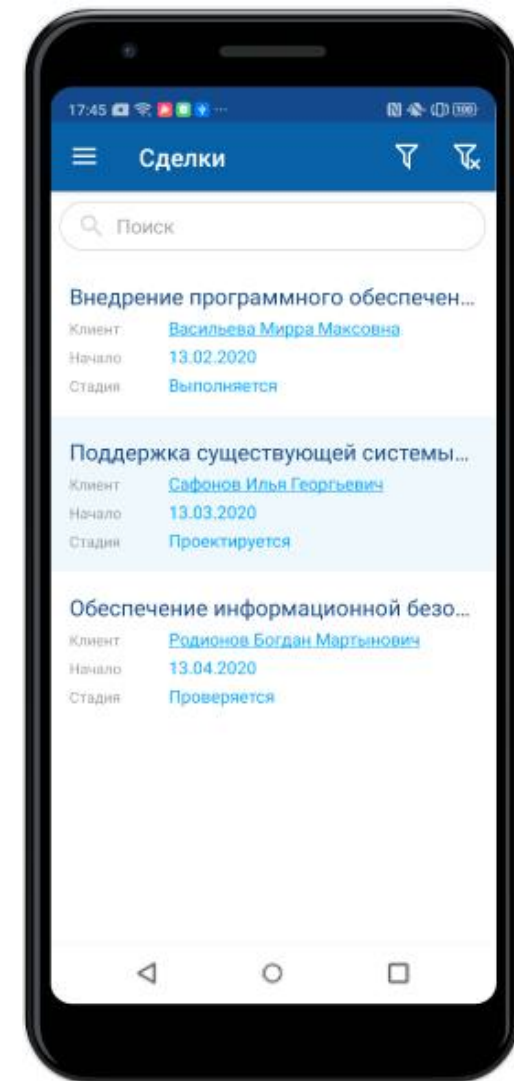 17:45 ...
100
Сделки
Поиск
Внедрение программного обеспечен...
Клиент Васильева Мирра Максовна
Начало 13.02.2020
Стадия Выполняется
Поддержка существующей системы...
Клиент Сафонов Илья Георгьевич
Начало 13.03.2020
Стадия Проектируется
Обеспечение информационной безо...
Клиент Родионов Богдан Мартынович
Начало 13.04.2020
Стадия Проверяется